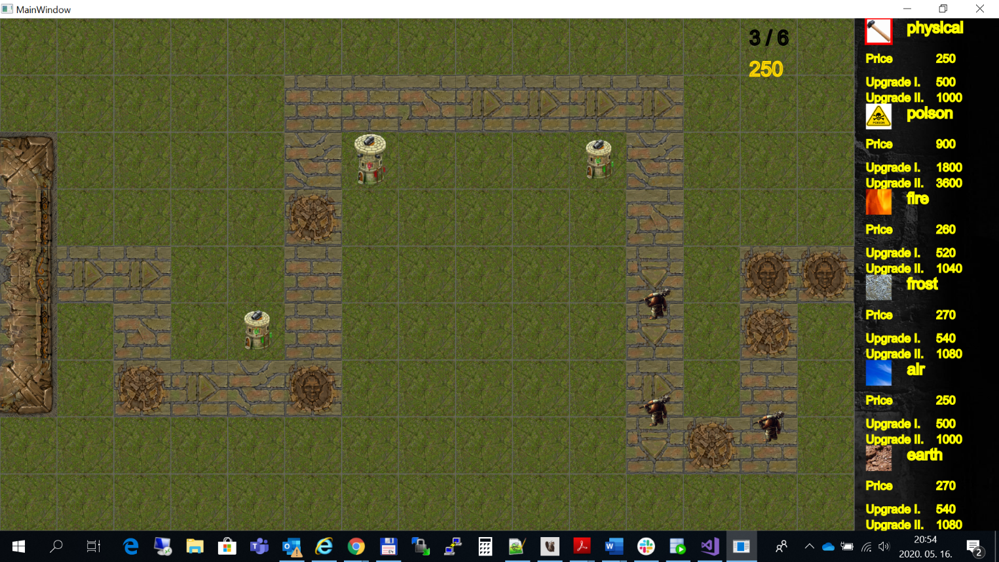 MainWindow
3 / 6
250
physical
Price 250
Upgrade I. 500
Upgrade II. 1000
POISON
poison
Price 900
Upgrade I. 1800
Upgrade II. 3600
fire
Price 260
Upgrade I. 520
Upgrade II. 1040
frost
Price 270
Upgrade I. 540
Upgrade II. 1080
air
Price 250
Upgrade I. 500
Upgrade II. 1000
earth
Price 270
Upgrade I. 540
Upgrade II. 1080
20:54
2020. 05. 16.
2